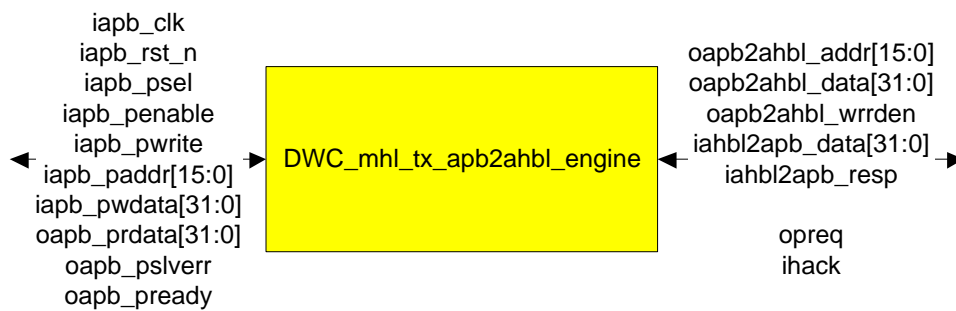 iapb_clk
iapb_rst_n
iapb_psel
iapb_penable
iapb_pwrite
iapb_paddr[15:0]
iapb_pwdata[31:0]
oapb_prdata[31:0]
oapb_pslverr
oapb_pready
DWC_mhl_tx_apb2ahbl_engine
oapb2ahbl_addr[15:0]
oapb2ahbl_data[31:0]
oapb2ahbl_wrrden
iahbl2apb_data[31:0]
iahbl2apb_resp
opreq
ihack